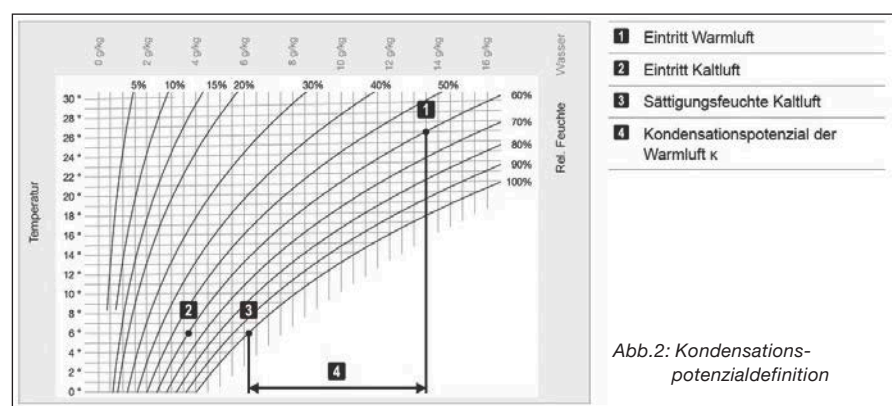 0 g/kg 2 g/kg 4 g/kg 6 g/kg 8 g/kg 10 g/kg 12 g/kg 14 g/kg 16 g/kg
Wasser
5% 10% 15% 20% 30% 40% 50%
60%
70%
80%
90%
100%
Rel. Feuchte
Temperatur
30 °
28 °
26 °
24 °
22 °
20 °
18 °
16 °
14 °
12 °
10 °
8 °
6 °
4 °
2 °
0 °
1
2
3
4
1 Eintritt Warmluft
2 Eintritt Kaltluft
3 Sättigungsfeuchte Kaltluft
4 Kondensationspotenzial der
Warmluft κ
Abb.2: Kondensations-
potenzialdefinition